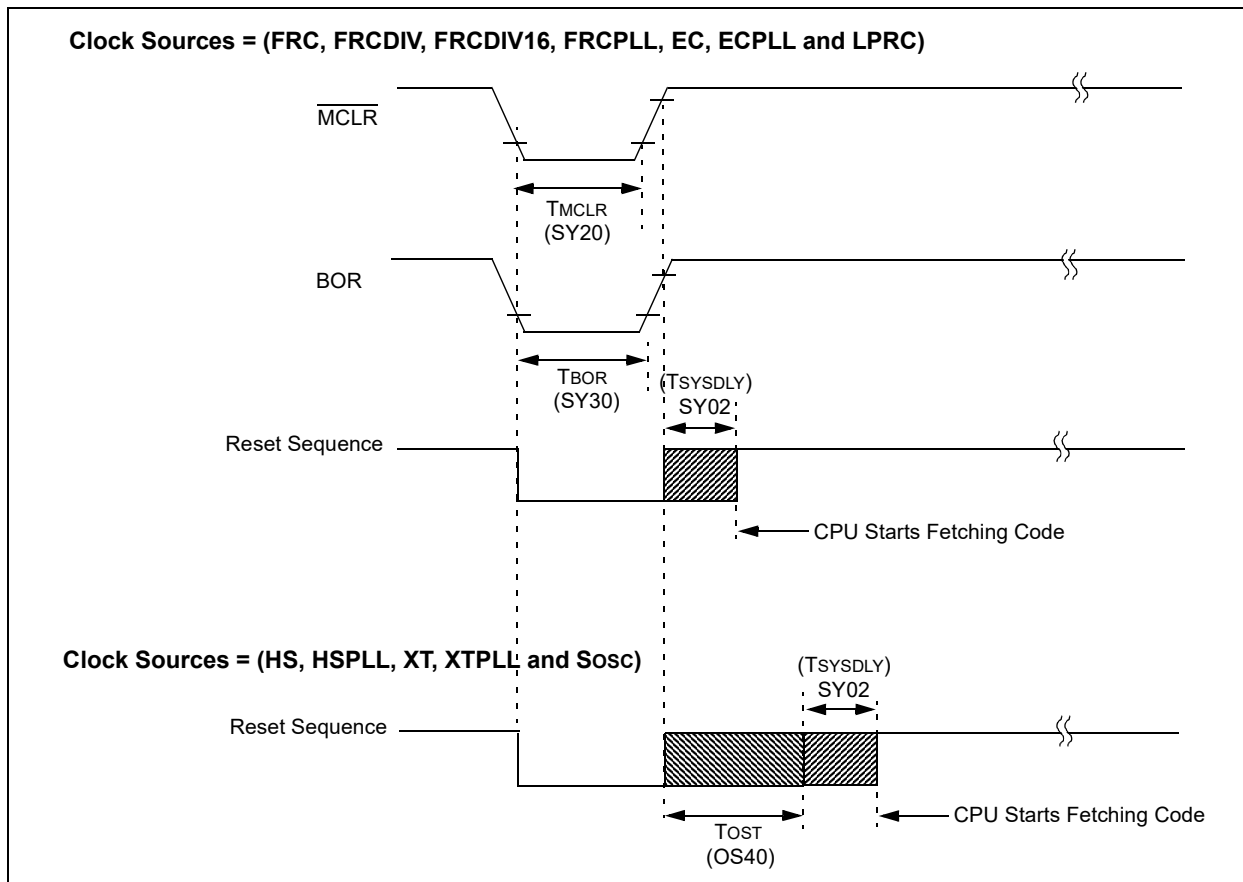 Clock Sources = (FRC, FRCDIV, FRCDIV16, FRCPLL, EC, ECPLL and LPRC)
MCLR
TMCLR
(SY20)
BOR
TBOR
(SY30)
(TSYSDLY)
SY02
Reset Sequence
CPU Starts Fetching Code
Clock Sources = (HS, HSPLL, XT, XTPLL and SOSC)
(TSYSDLY)
SY02
Reset Sequence
CPU Starts Fetching Code
TOST
(OS40)